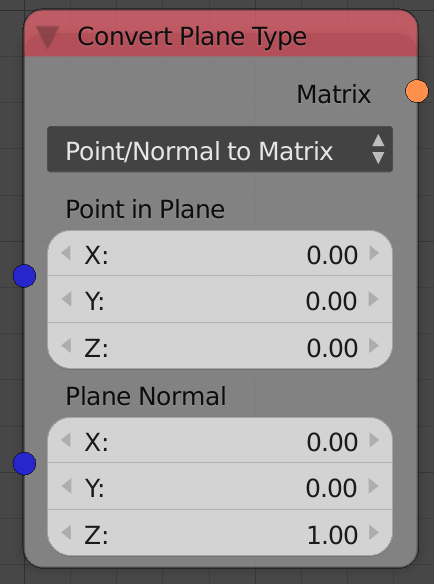 Convert Plane Type
Matrix
Point/Normal to Matrix
Point in Plane
X: 0.00
Y: 0.00
Z: 0.00
Plane Normal
X: 0.00
Y: 0.00
Z: 1.00